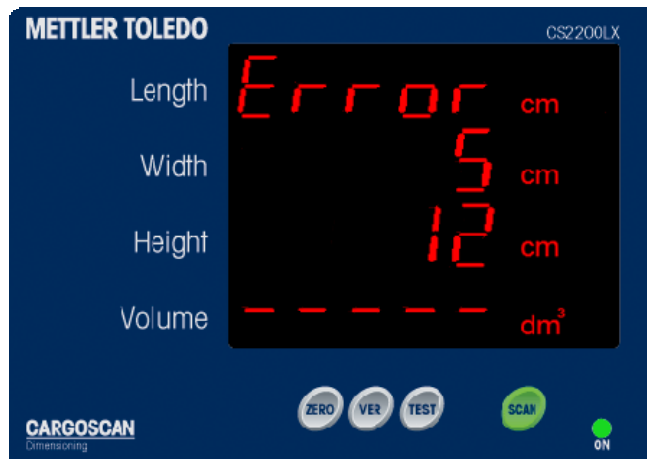 METTLER TOLEDO
CS2200LX
Length Error cm
Width 5 cm
Height 12 cm
Volume ----- dm³
ZERO VER TEST SCAN
CARGOSCAN
Dimensioning
ON